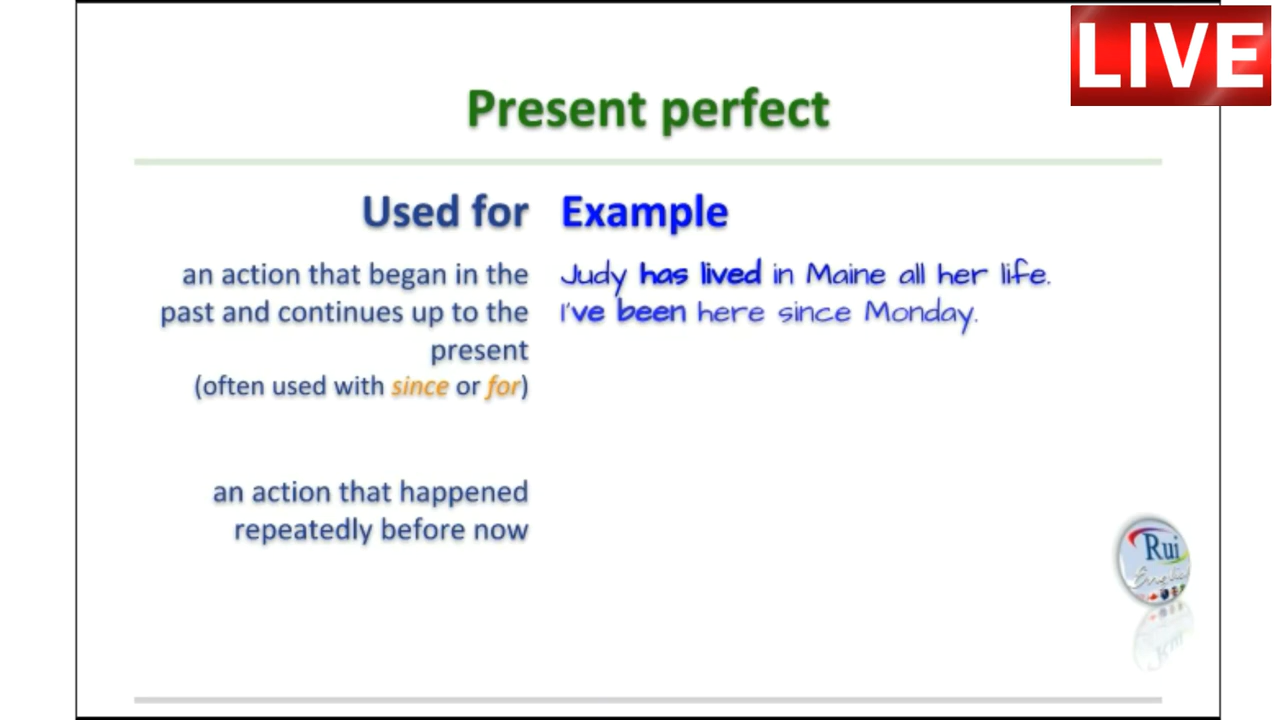 LIVE
Present perfect
Used for
Example
an action that began in the
past and continues up to the
present
(often used with since or for)
Judy has lived in Maine all her life.
I've been here since Monday.
an action that happened
repeatedly before now
Rui
English